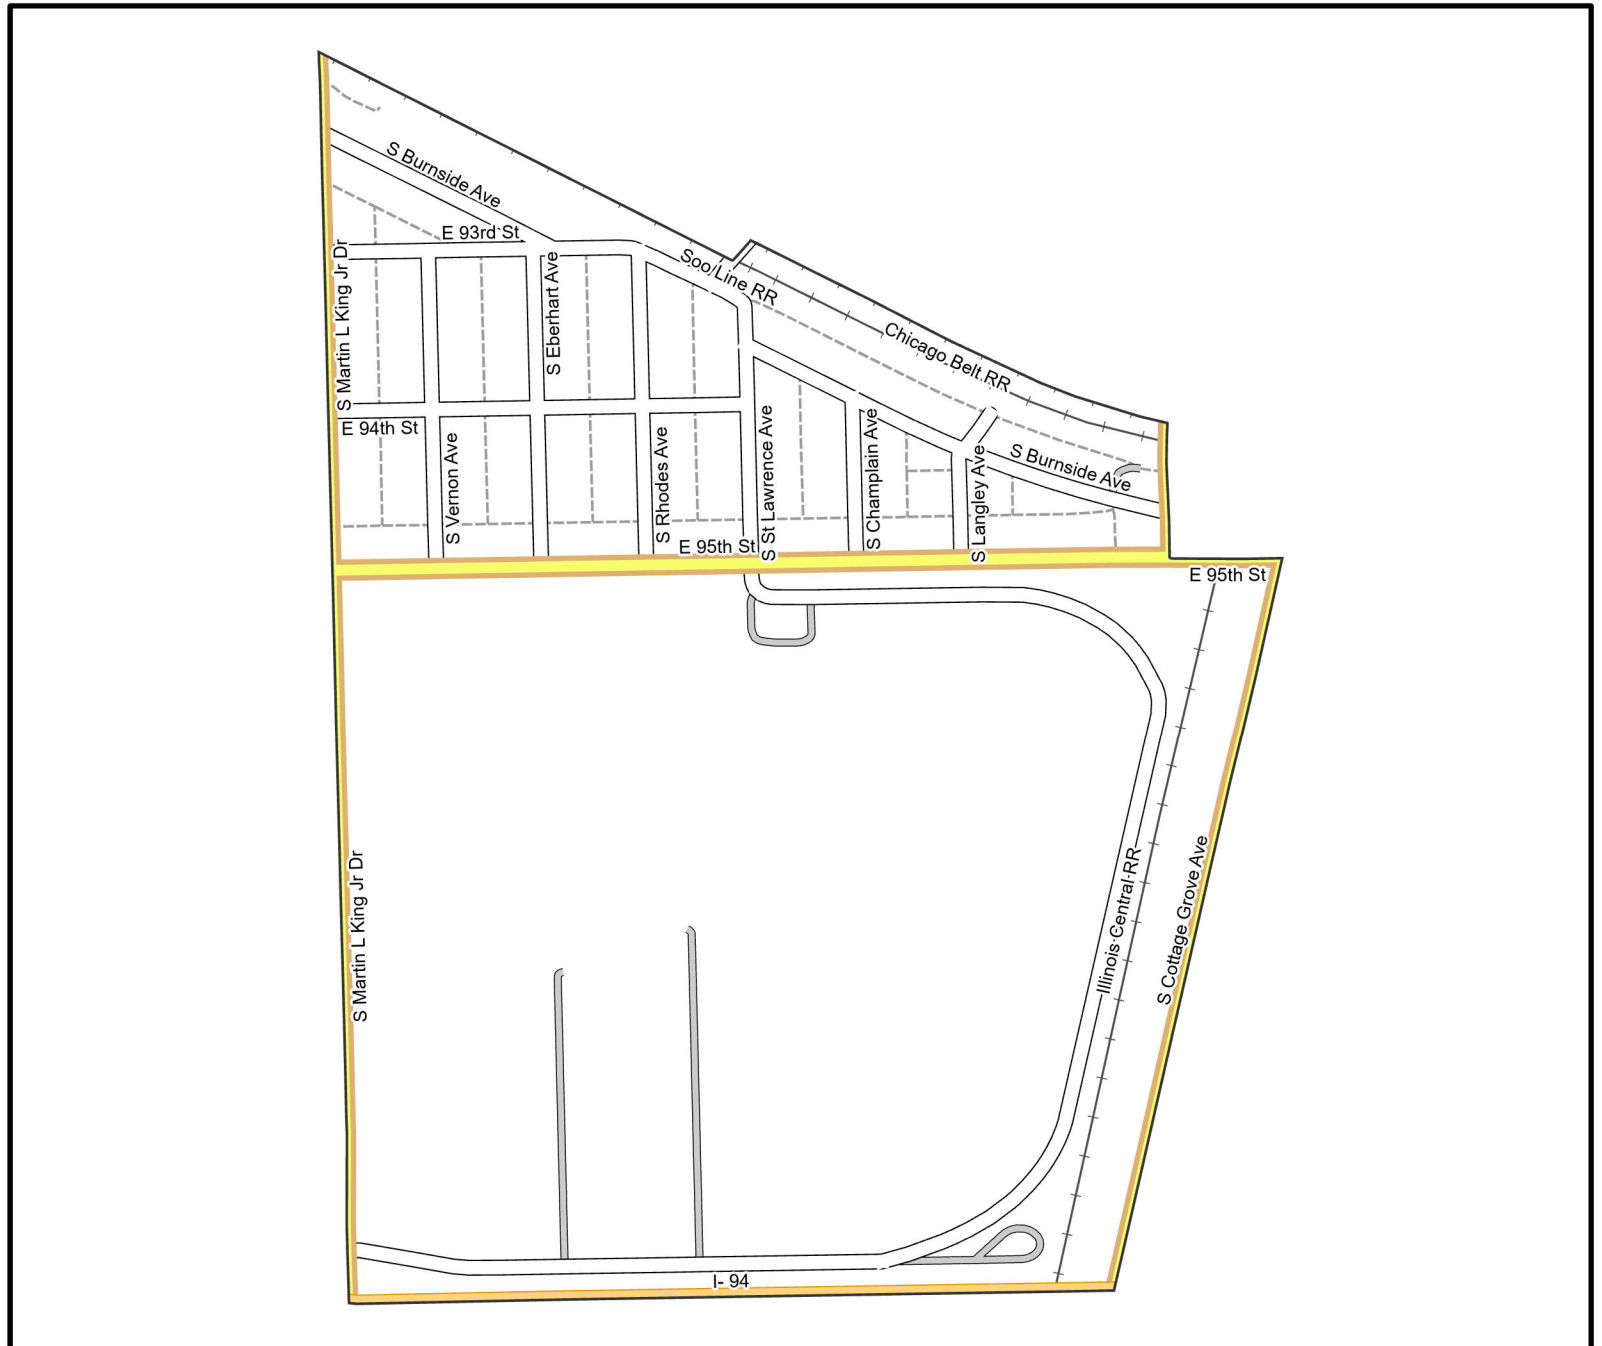 S Burnside Ave
E 93rd St
S Martin L King Jr Dr
S Eberhart Ave
Soo Line RR
Chicago Belt RR
E 94th St
S Vernon Ave
S Rhodes Ave
S St Lawrence Ave
S Champlain Ave
S Langley Ave
S Burnside Ave
E 95th St
E 95th St
S Martin L King Jr Dr
Illinois Central RR
S Cottage Grove Ave
I- 94